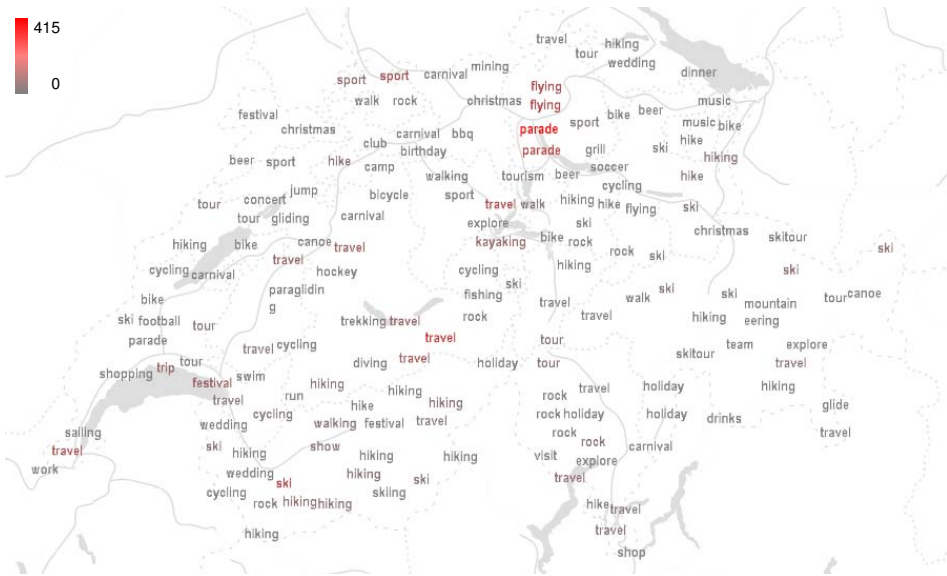 415
0
travel
hiking
tour
wedding
mining
carnival
sport
sport
dinner
flying
flying
walk
rock
christmas
music
beer
bike
festival
christmas
parade
sport
music
bike
carnival
bbq
club
birthday
parade
grill
ski
hike
hiking
beer
sport
hike
camp
walking
tourism
beer
soccer
hike
cycling
jump
concert
bicycle
sport
tour
travel
walk
hiking
hike
flying
ski
tour
gliding
carnival
explore
ski
christmas
skitour
hiking
bike
canoe
travel
kayaking
bike
rock
rock
ski
ski
travel
cycling
carnival
hockey
cycling
hiking
ski
ski
paraglidin
g
fishing
bike
travel
walk
ski
ski
mountain
eering
tour
canoe
ski
football
tour
trekking
travel
rock
travel
hiking
parade
travel
tour
team
explore
travel
cycling
tour
trip
shopping
diving
travel
holiday
tour
skitour
travel
festival
swim
hiking
hiking
travel
holiday
hiking
travel
run
hike
hiking
rock
cycling
rock
holiday
holiday
drinks
glide
wedding
walking
festival
travel
rock
rock
travel
sailing
travel
work
ski
hiking
show
hiking
hiking
visit
explore
carnival
wedding
ski
hiking
skiing
ski
travel
cycling
rock
hiking
hiking
hike
travel
hiking
travel
shop